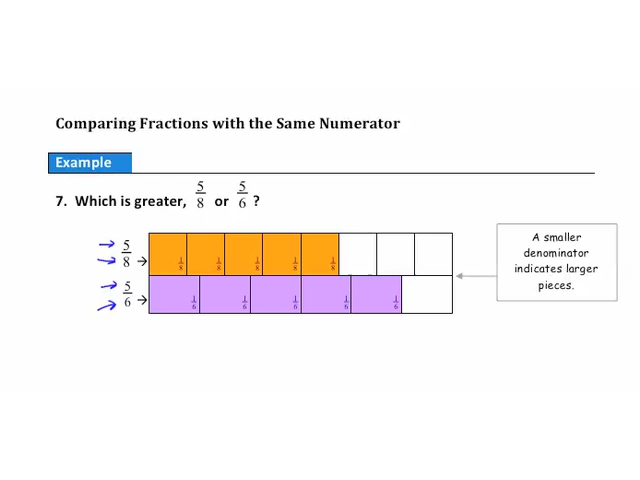 Comparing Fractions with the Same Numerator
Example
7. Which is greater, 5/8 or 5/6 ?
5/8 → 1/8 1/8 1/8 1/8 1/8
5/6 → 1/6 1/6 1/6 1/6 1/6
A smaller
denominator
indicates larger
pieces.